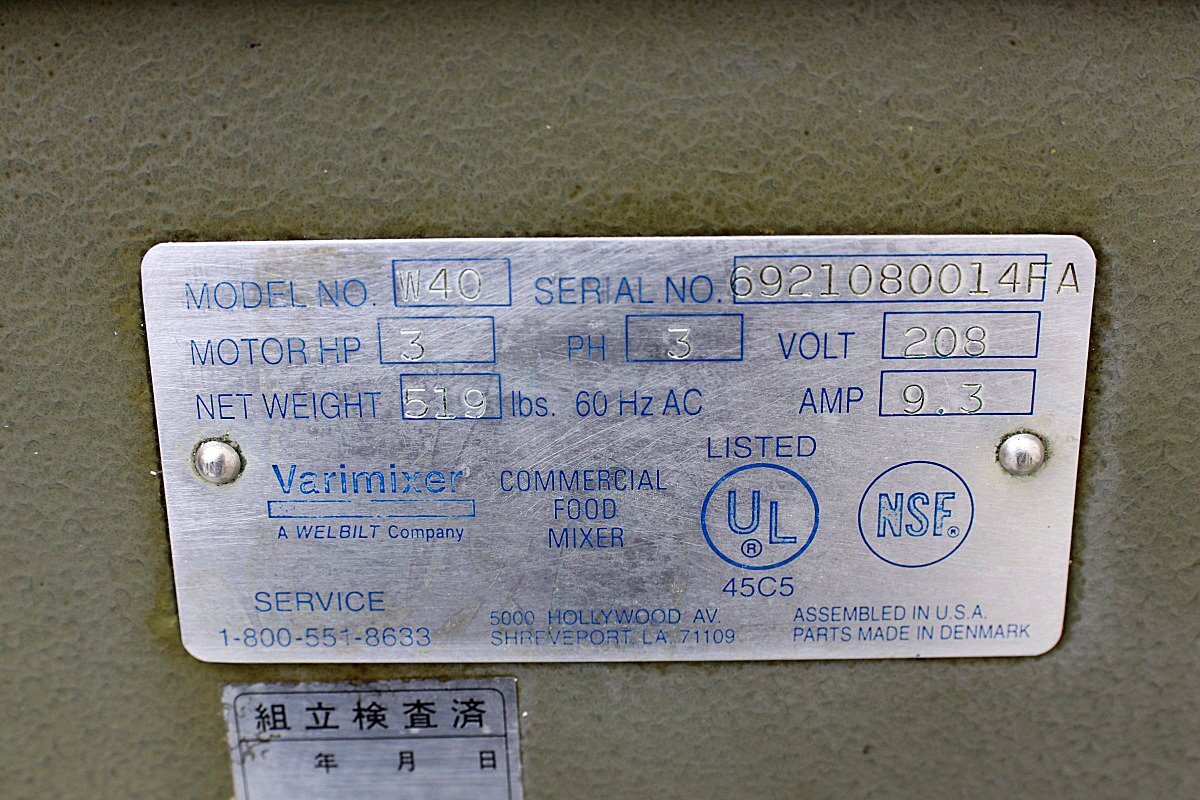 MODEL NO. W40 SERIAL NO. 6921080014FA
MOTOR HP 3 PH 3 VOLT 208
NET WEIGHT 519 lbs. 60 Hz AC AMP 9.3
Varimixer
A WELBILT Company
COMMERCIAL
FOOD
MIXER
LISTED
UL ®
45C5
NSF®
SERVICE
1-800-551-8633
5000 HOLLYWOOD AV.
SHREVEPORT, LA. 71109
ASSEMBLED IN U.S.A.
PARTS MADE IN DENMARK
組立検査済
年 月 日